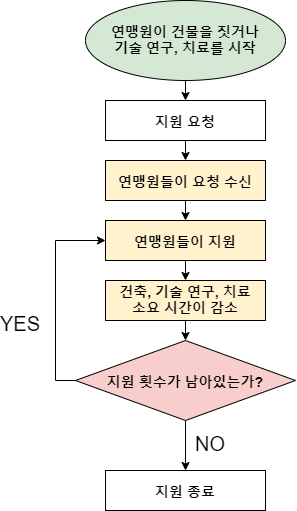 연맹원이 건물을 짓거나
기술 연구, 치료를 시작
지원 요청
연맹원들이 요청 수신
연맹원들이 지원
건축, 기술 연구, 치료
소요 시간이 감소
YES
지원 횟수가 남아있는가?
NO
지원 종료